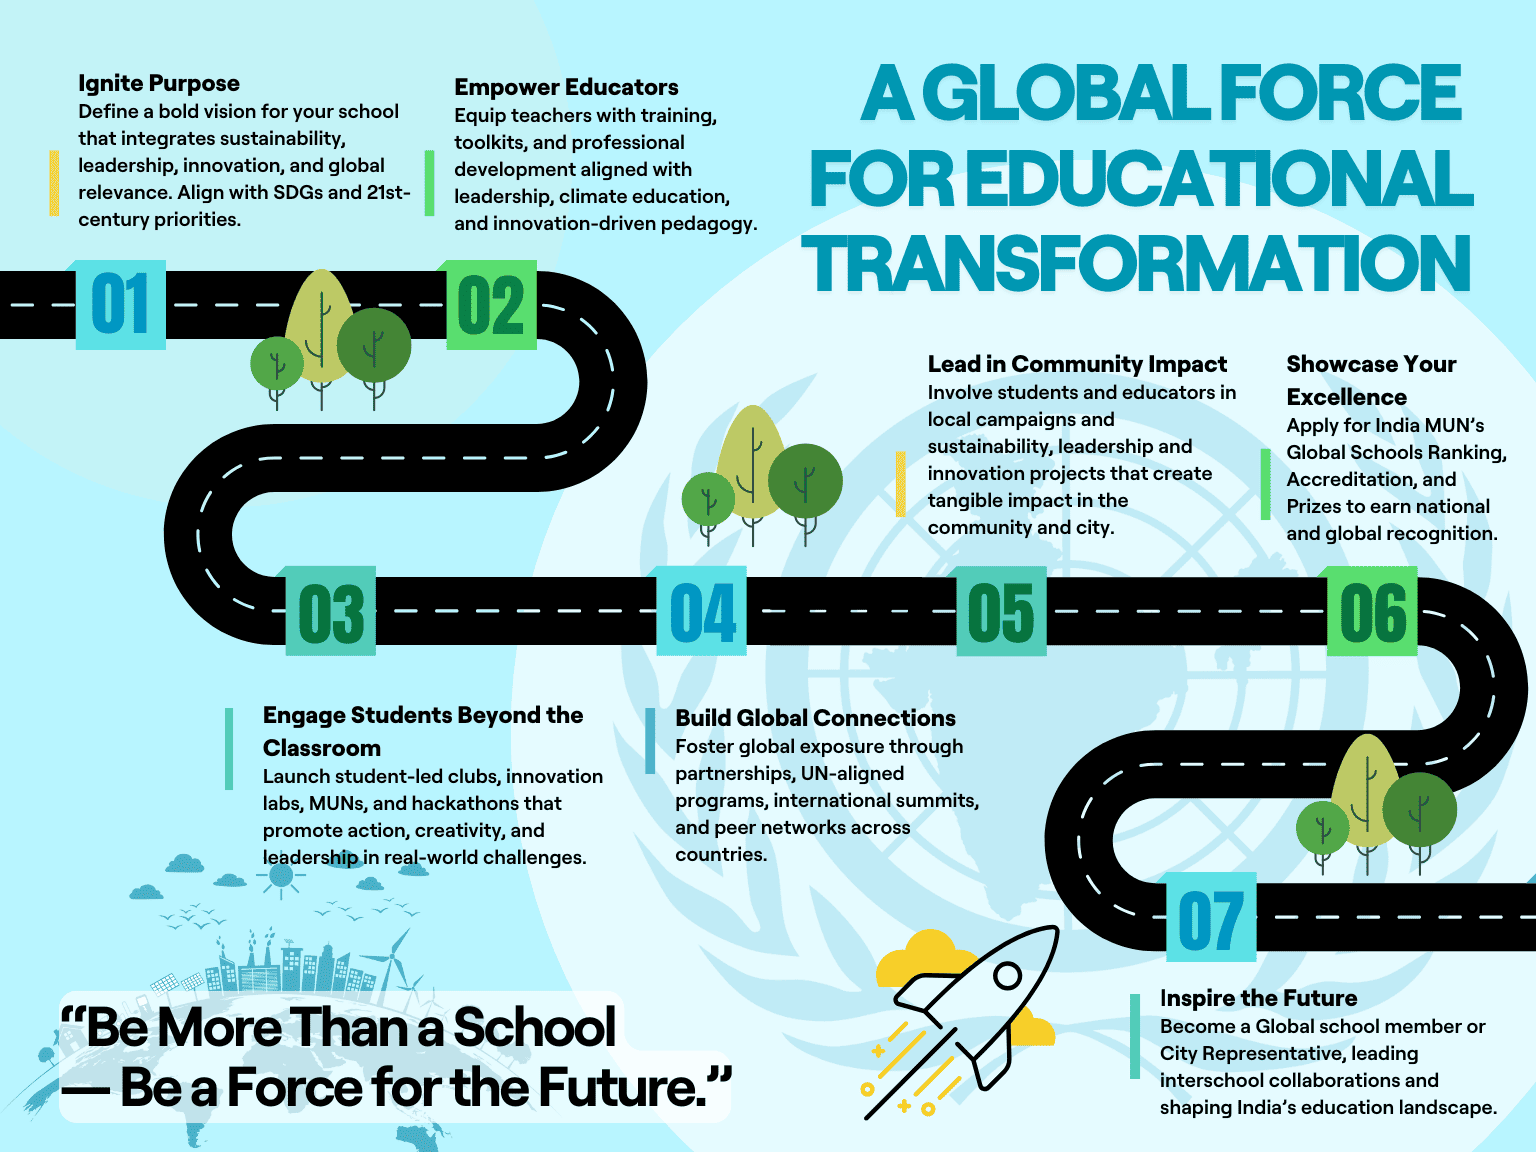 A GLOBAL FORCE
FOR EDUCATIONAL
TRANSFORMATION
Ignite Purpose
Define a bold vision for your school
that integrates sustainability,
leadership, innovation, and global
relevance. Align with SDGs and 21st-
century priorities.
Empower Educators
Equip teachers with training,
toolkits, and professional
development aligned with
leadership, climate education,
and innovation-driven pedagogy.
01
02
Lead in Community Impact
Involve students and educators in
local campaigns and
sustainability, leadership and
innovation projects that create
tangible impact in the
community and city.
Showcase Your
Excellence
Apply for India MUN’s
Global Schools Ranking,
Accreditation, and
Prizes to earn national
and global recognition.
03
04
05
06
Engage Students Beyond the
Classroom
Launch student-led clubs, innovation
labs, MUNs, and hackathons that
promote action, creativity, and
leadership in real-world challenges.
Build Global Connections
Foster global exposure through
partnerships, UN-aligned
programs, international summits,
and peer networks across
countries.
07
Inspire the Future
Become a Global school member or
City Representative, leading
interschool collaborations and
shaping India’s education landscape.
“Be More Than a School
— Be a Force for the Future.”